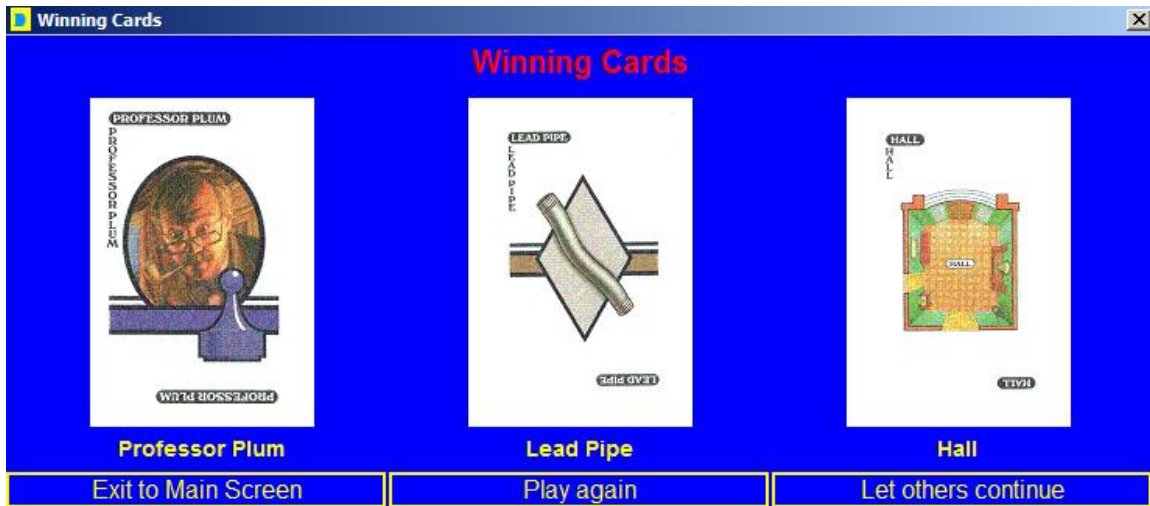 Winning Cards
Winning Cards
PROFESSOR PLUM
PROFESSOR PLUM
PROFESSOR PLUM
Professor Plum
LEAD PIPE
LEAD PIPE
LEAD PIPE
Lead Pipe
HALL
HALL
HALL
HALL
Hall
Exit to Main Screen
Play again
Let others continue